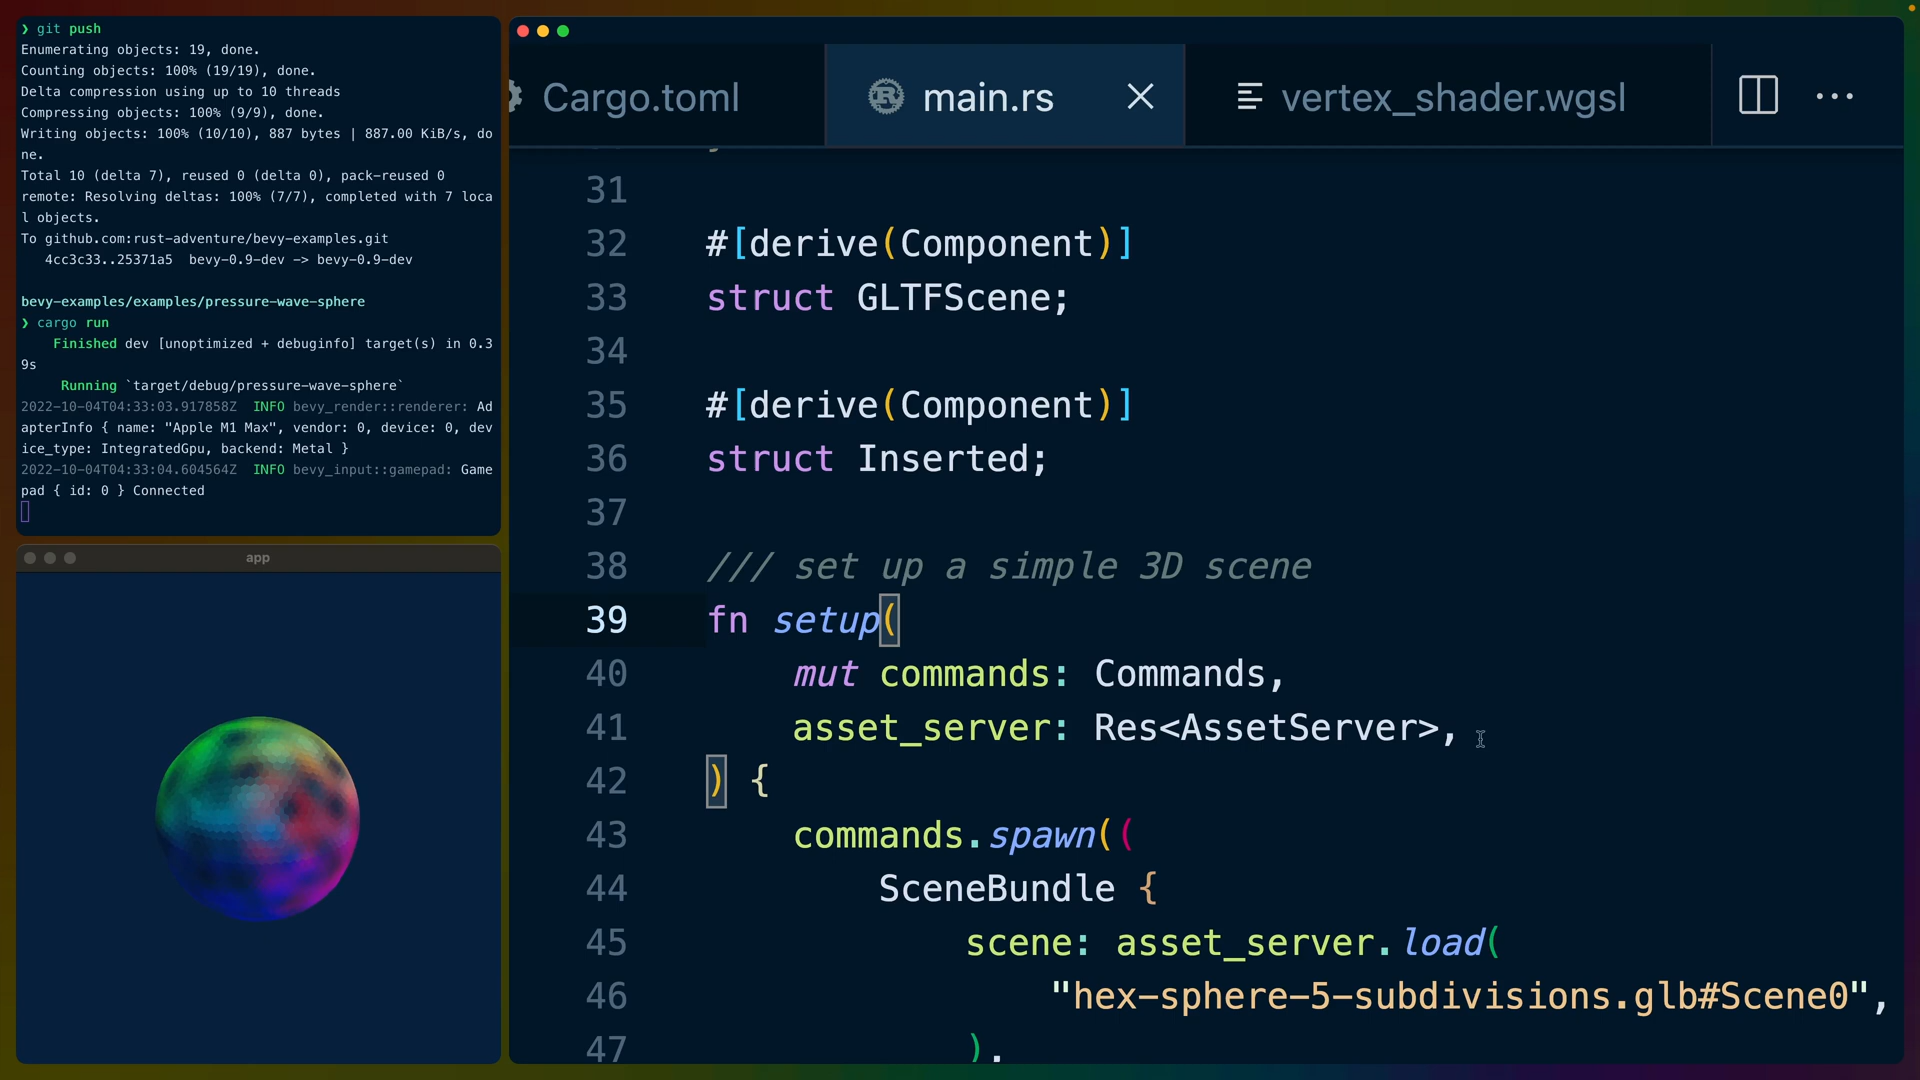 ❯ git push
Enumerating objects: 19, done.
Counting objects: 100% (19/19), done.
Delta compression using up to 10 threads
Compressing objects: 100% (9/9), done.
Writing objects: 100% (10/10), 887 bytes | 887.00 KiB/s, do
ne.
Total 10 (delta 7), reused 0 (delta 0), pack-reused 0
remote: Resolving deltas: 100% (7/7), completed with 7 loca
l objects.
To github.com:rust-adventure/bevy-examples.git
   4cc3c33..25371a5  bevy-0.9-dev -> bevy-0.9-dev
bevy-examples/examples/pressure-wave-sphere
❯ cargo run
    Finished dev [unoptimized + debuginfo] target(s) in 0.3
9s
     Running `target/debug/pressure-wave-sphere`
2022-10-04T04:33:03.917858Z  INFO bevy_render::renderer: Ad
apterInfo { name: "Apple M1 Max", vendor: 0, device: 0, dev
ice_type: IntegratedGpu, backend: Metal }
2022-10-04T04:33:04.604564Z  INFO bevy_input::gamepad: Game
pad { id: 0 } Connected
app
Cargo.toml
main.rs
vertex_shader.wgsl
31
32 #[derive(Component)]
33 struct GLTFScene;
34
35 #[derive(Component)]
36 struct Inserted;
37
38 /// set up a simple 3D scene
39 fn setup(
40     mut commands: Commands,
41     asset_server: Res<AssetServer>,
42 ) {
43     commands.spawn((
44         SceneBundle {
45             scene: asset_server.load(
46                 "hex-sphere-5-subdivisions.glb#Scene0",
47             ),